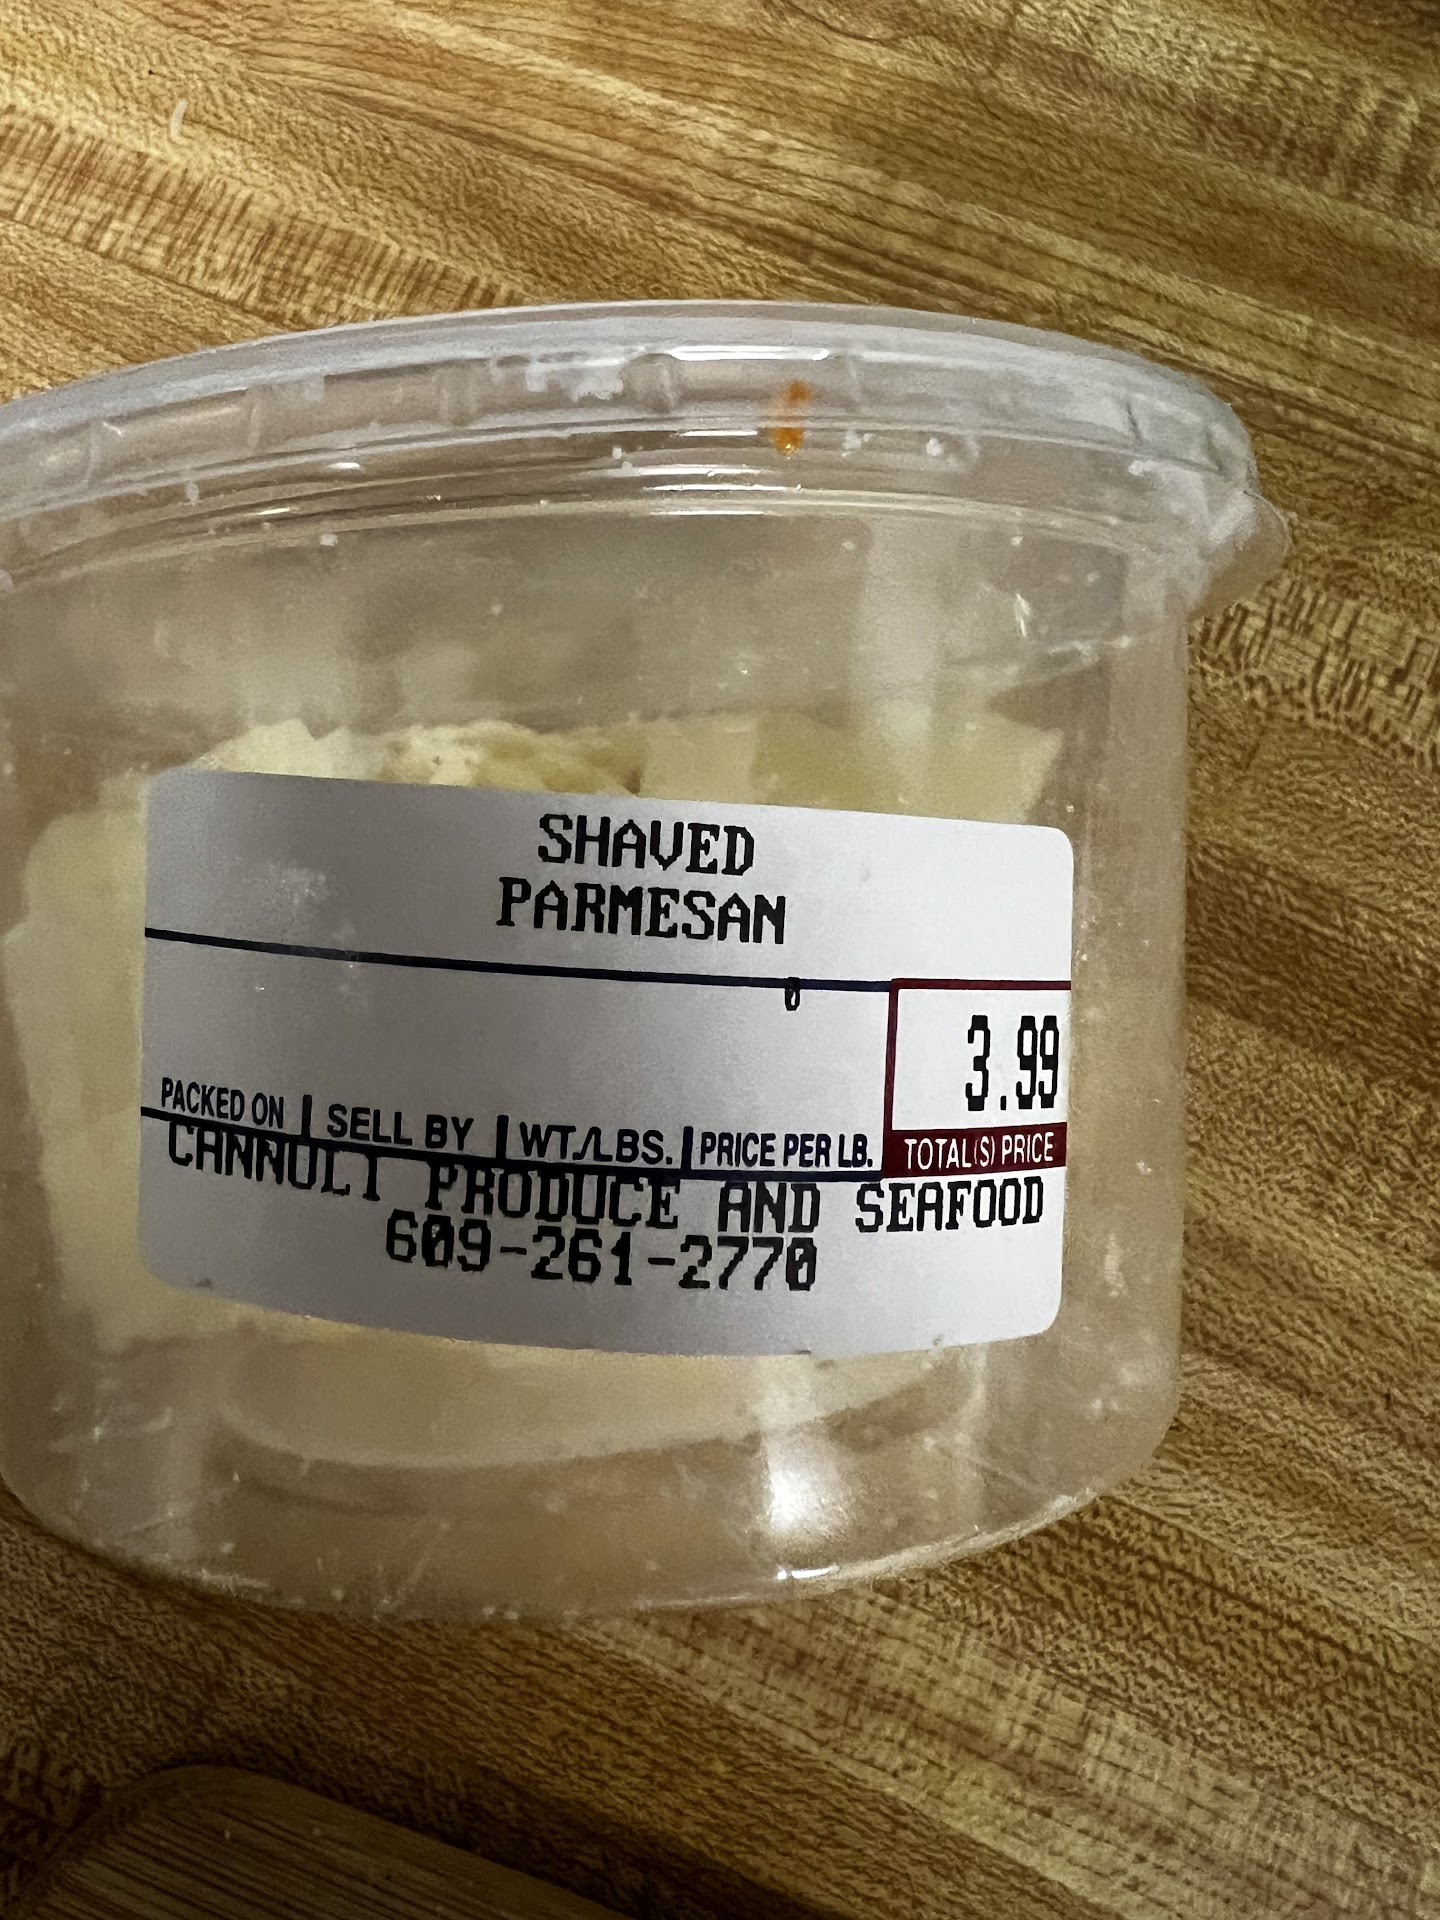 SHAVED
PARMESAN
0
3.99
PACKED ON | SELL BY | WT./LBS. | PRICE PER LB. TOTAL(S) PRICE
CANNULI PRODUCE AND SEAFOOD
609-261-2770